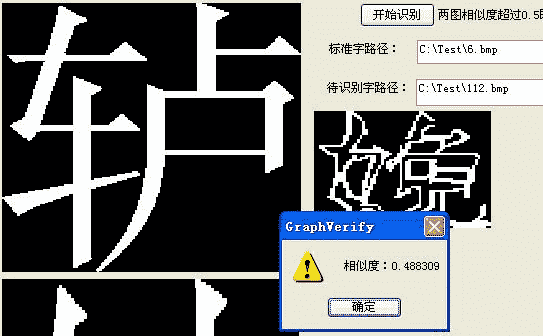 轳
开始识别 两图相似度超过0.5
标准字路径： C:\Test\6.bmp
待识别字路径： C:\Test\112.bmp
GraphVerify
相似度：0.488309
确定